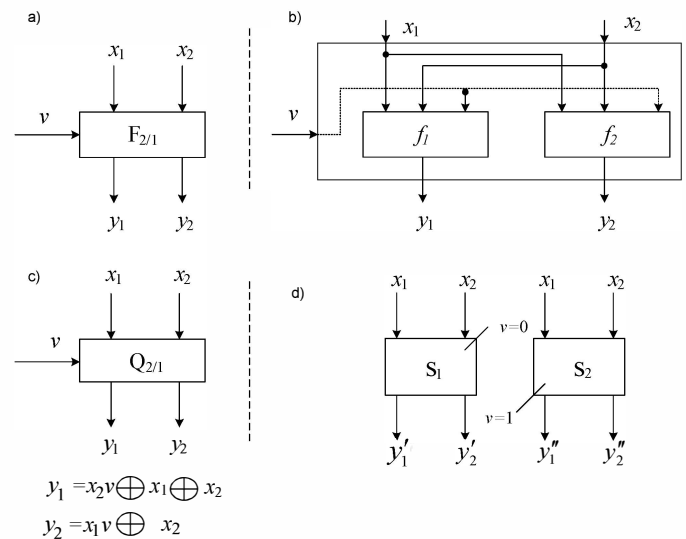 a)
x1 x2
v
F2/1
y1 y2
b)
x1 x2
v
f1 f2
y1 y2
c)
x1 x2
v
Q2/1
y1 y2
y1 =x2v⊕x1⊕x2
y2 =x1v⊕ x2
d)
x1 x2 x1 x2
v=0
S1 S2
v=1
y1′ y2′ y1″ y2″